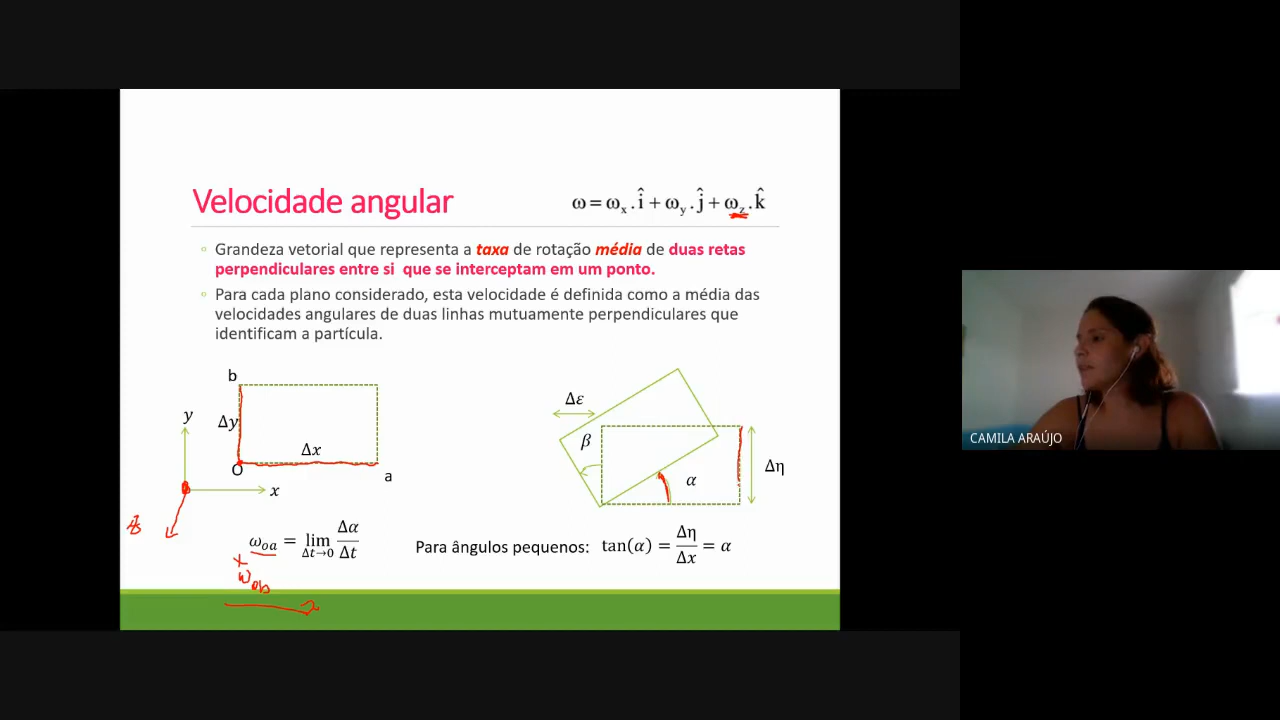 Velocidade angular
ω = ωx.î + ωy.ĵ + ωz.k̂
Grandeza vetorial que representa a taxa de rotação média de duas retas
perpendiculares entre si que se interceptam em um ponto.
Para cada plano considerado, esta velocidade é definida como a média das
velocidades angulares de duas linhas mutuamente perpendiculares que
identificam a partícula.
b
Δy
Δx
O
a
y
x
z
Δε
β
α
Δη
ω_oa = lim Δt→0 Δα/Δt
+
ω_ob
2
Para ângulos pequenos: tan(α) = Δη/Δx = α
CAMILA ARAÚJO